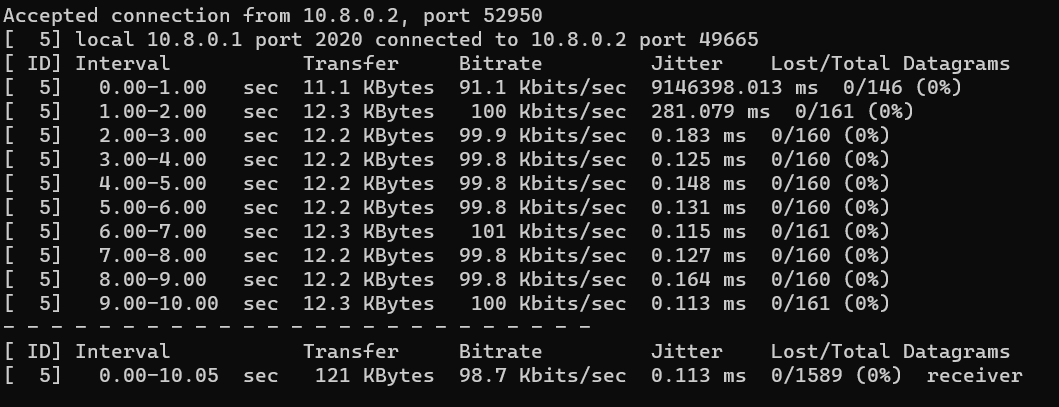 Accepted connection from 10.8.0.2, port 52950
[  5] local 10.8.0.1 port 2020 connected to 10.8.0.2 port 49665
[ ID] Interval           Transfer     Bitrate         Jitter    Lost/Total Datagrams
[  5]   0.00-1.00   sec  11.1 KBytes  91.1 Kbits/sec  9146398.013 ms  0/146 (0%)
[  5]   1.00-2.00   sec  12.3 KBytes   100 Kbits/sec  281.079 ms  0/161 (0%)
[  5]   2.00-3.00   sec  12.2 KBytes  99.9 Kbits/sec  0.183 ms  0/160 (0%)
[  5]   3.00-4.00   sec  12.2 KBytes  99.8 Kbits/sec  0.125 ms  0/160 (0%)
[  5]   4.00-5.00   sec  12.2 KBytes  99.8 Kbits/sec  0.148 ms  0/160 (0%)
[  5]   5.00-6.00   sec  12.2 KBytes  99.8 Kbits/sec  0.131 ms  0/160 (0%)
[  5]   6.00-7.00   sec  12.3 KBytes   101 Kbits/sec  0.115 ms  0/161 (0%)
[  5]   7.00-8.00   sec  12.2 KBytes  99.8 Kbits/sec  0.127 ms  0/160 (0%)
[  5]   8.00-9.00   sec  12.2 KBytes  99.8 Kbits/sec  0.164 ms  0/160 (0%)
[  5]   9.00-10.00  sec  12.3 KBytes   100 Kbits/sec  0.113 ms  0/161 (0%)
- - - - - - - - - - - - - - - - - - - - - - - - -
[ ID] Interval           Transfer     Bitrate         Jitter    Lost/Total Datagrams
[  5]   0.00-10.05  sec   121 KBytes  98.7 Kbits/sec  0.113 ms  0/1589 (0%)  receiver